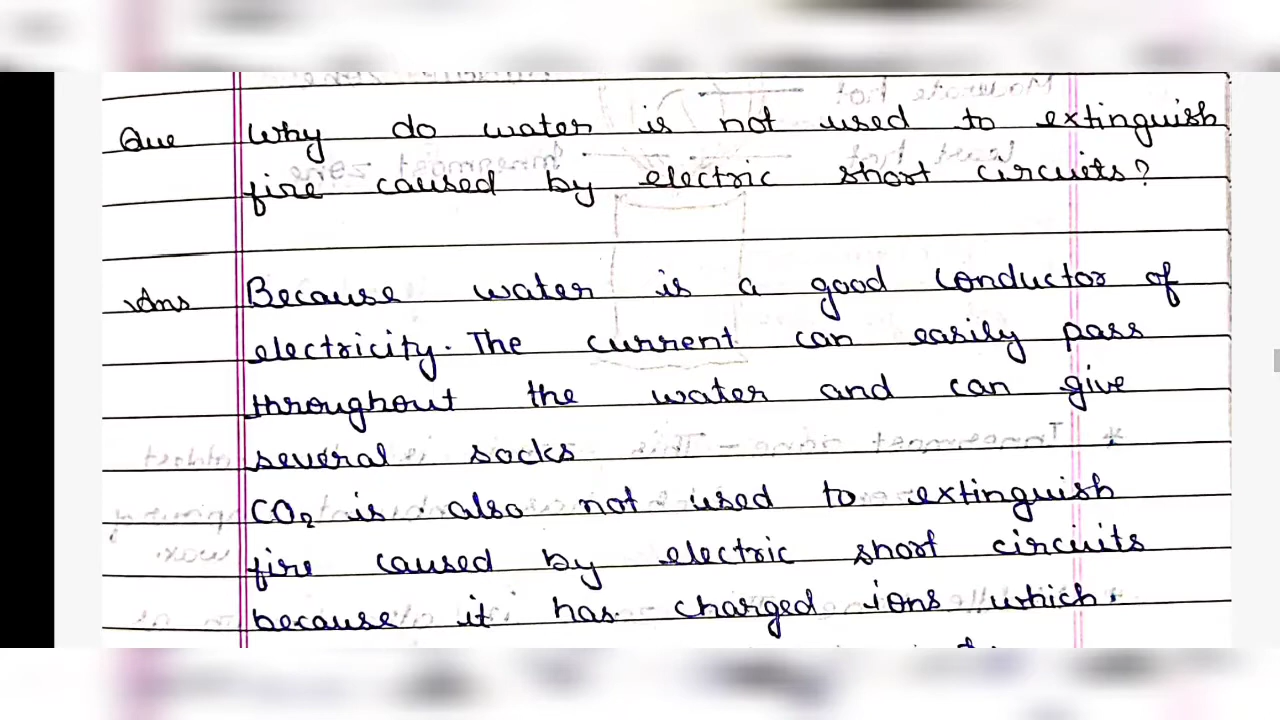 Que Why do water is not used to extinguish
fire caused by electric short circuits?
Ans Because water is a good conductor of
electricity. The current can easily pass
throughout the water and can give
several socks
CO₂ is also not used to extinguish
fire caused by electric short circuits
because it has charged ions which